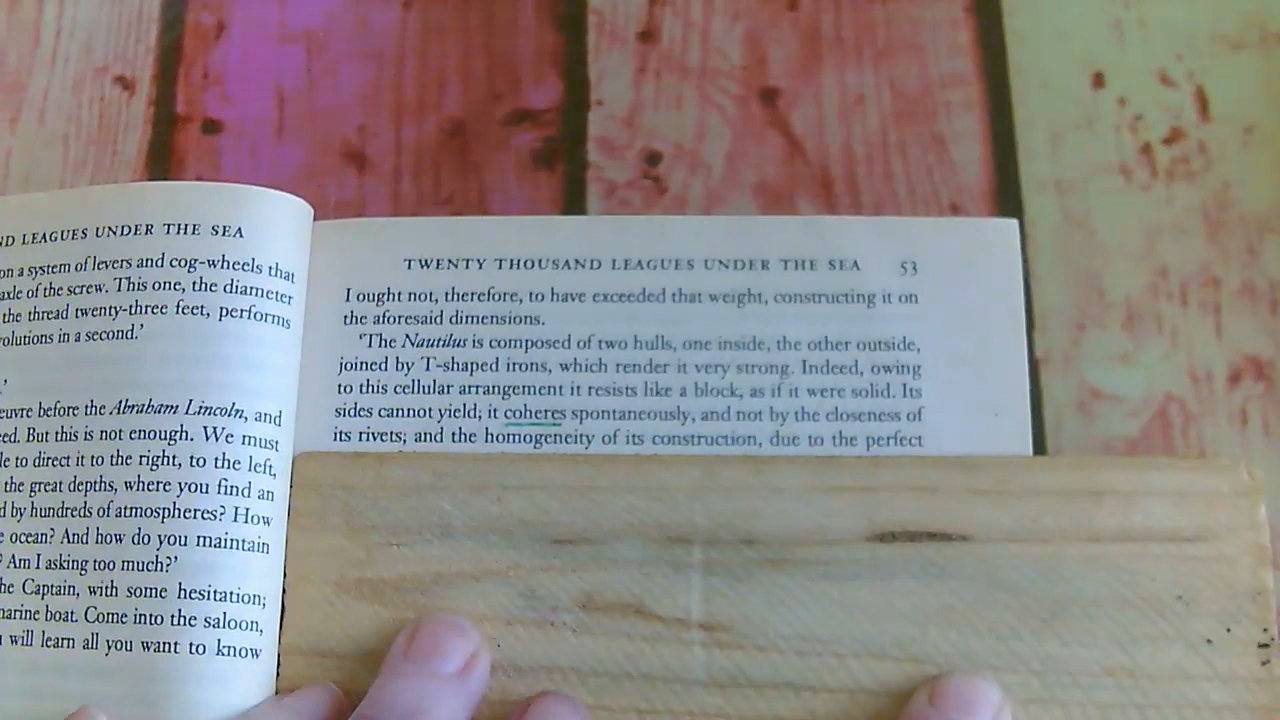 ND LEAGUES UNDER THE SEA
on a system of levers and cog-wheels that
axle of the screw. This one, the diameter
the thread twenty-three feet, performs
volutions in a second.’
.’
euvre before the Abraham Lincoln, and
eed. But this is not enough. We must
le to direct it to the right, to the left,
the great depths, where you find an
d by hundreds of atmospheres? How
e ocean? And how do you maintain
? Am I asking too much?’
he Captain, with some hesitation;
marine boat. Come into the saloon,
will learn all you want to know
TWENTY THOUSAND LEAGUES UNDER THE SEA 53
I ought not, therefore, to have exceeded that weight, constructing it on
the aforesaid dimensions.
‘The Nautilus is composed of two hulls, one inside, the other outside,
joined by T-shaped irons, which render it very strong. Indeed, owing
to this cellular arrangement it resists like a block, as if it were solid. Its
sides cannot yield; it coheres spontaneously, and not by the closeness of
its rivets; and the homogeneity of its construction, due to the perfect